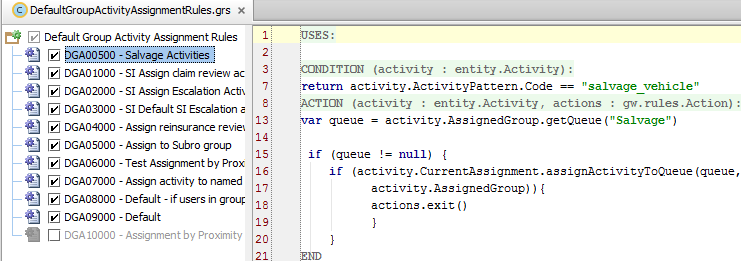 DefaultGroupActivityAssignmentRules.grs
Default Group Activity Assignment Rules
DGA00500 - Salvage Activities
DGA01000 - SI Assign claim review ac
DGA02000 - SI Assign Escalation Activ
DGA03000 - SI Default SI Escalation a
DGA04000 - Assign reinsurance review
DGA05000 - Assign to Subro group
DGA06000 - Test Assignment by Proxi
DGA07000 - Assign activity to named
DGA08000 - Default - if users in group
DGA09000 - Default
DGA10000 - Assignment by Proximity
1 USES:
2
3 CONDITION (activity : entity.Activity):
7 return activity.ActivityPattern.Code == "salvage_vehicle"
8 ACTION (activity : entity.Activity, actions : gw.rules.Action):
13 var queue = activity.AssignedGroup.getQueue("Salvage")
14
15 if (queue != null) {
16 if (activity.CurrentAssignment.assignActivityToQueue(queue,
17 activity.AssignedGroup)){
18 actions.exit()
19 }
20 }
21 END